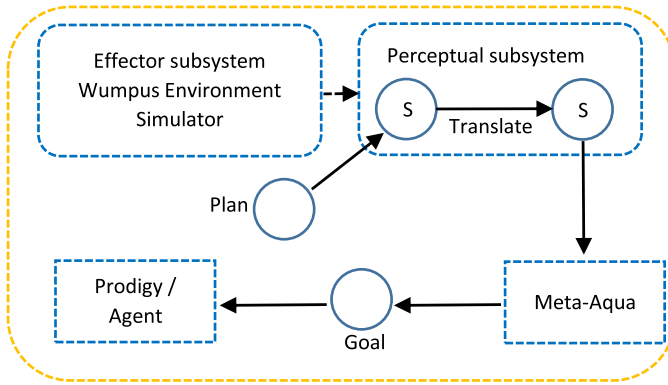 Effector subsystem
Wumpus Environment
Simulator
Perceptual subsystem
S
S
Translate
Plan
Prodigy /
Agent
Goal
Meta-Aqua